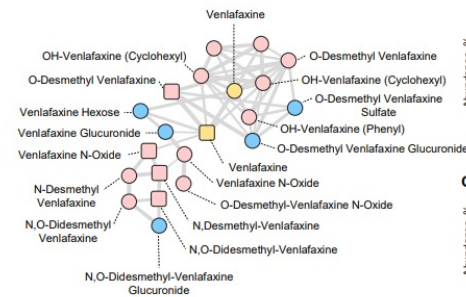 Venlafaxine
OH-Venlafaxine (Cyclohexyl)
O-Desmethyl Venlafaxine
O-Desmethyl Venlafaxine
OH-Venlafaxine (Cyclohexyl)
O-Desmethyl Venlafaxine
Sulfate
Venlafaxine Hexose
Venlafaxine Glucuronide
OH-Venlafaxine (Phenyl)
O-Desmethyl Venlafaxine Glucuronide
Venlafaxine N-Oxide
Venlafaxine
Venlafaxine N-Oxide
N-Desmethyl
Venlafaxine
O-Desmethyl-Venlafaxine N-Oxide
N,O-Didesmethyl
Venlafaxine
N,Desmethyl-Venlafaxine
N,O-Didesmethyl-Venlafaxine
N,O-Didesmethyl-Venlafaxine
Glucuronide